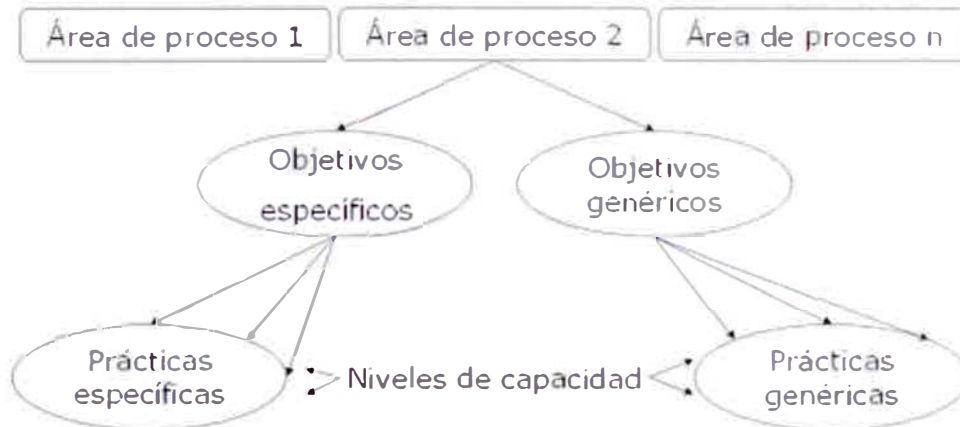 Área de proceso 1
Área de proceso 2
Área de proceso n
Objetivos
específicos
Objetivos
genéricos
Prácticas
específicas
Niveles de capacidad
Prácticas
genéricas